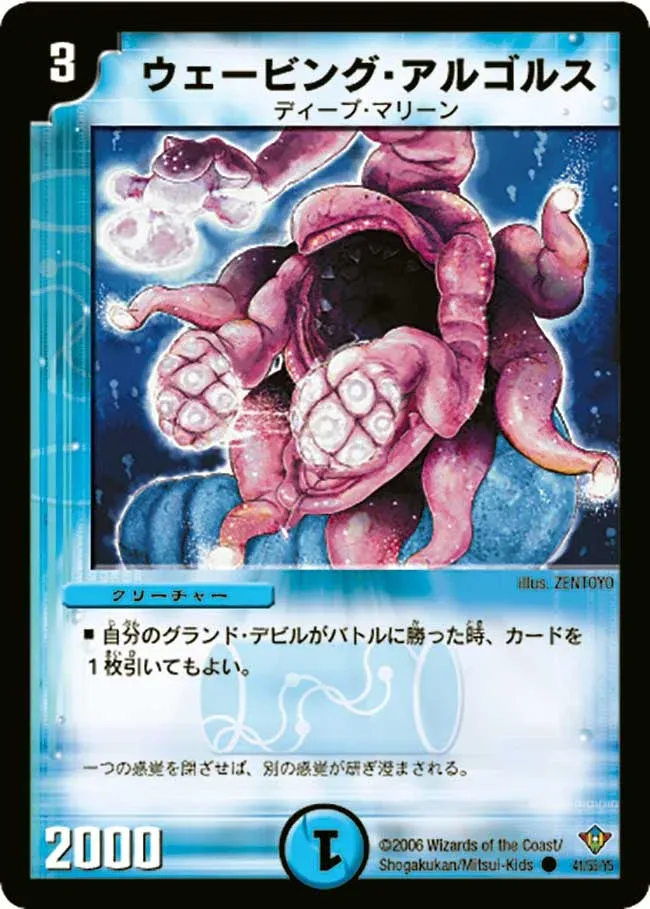 3
ウェービング・アルゴルス
ディープ・マリーン
illus. ZENTOYO
クリーチャー
■ 自分のグランド・デビルがバトルに勝った時、カードを
1枚引いてもよい。
一つの感覚を閉ざせば、別の感覚が研ぎ澄まされる。
2000
©2006 Wizards of the Coast/
Shogakukan/Mitsui-Kids ● 41/55・Y5